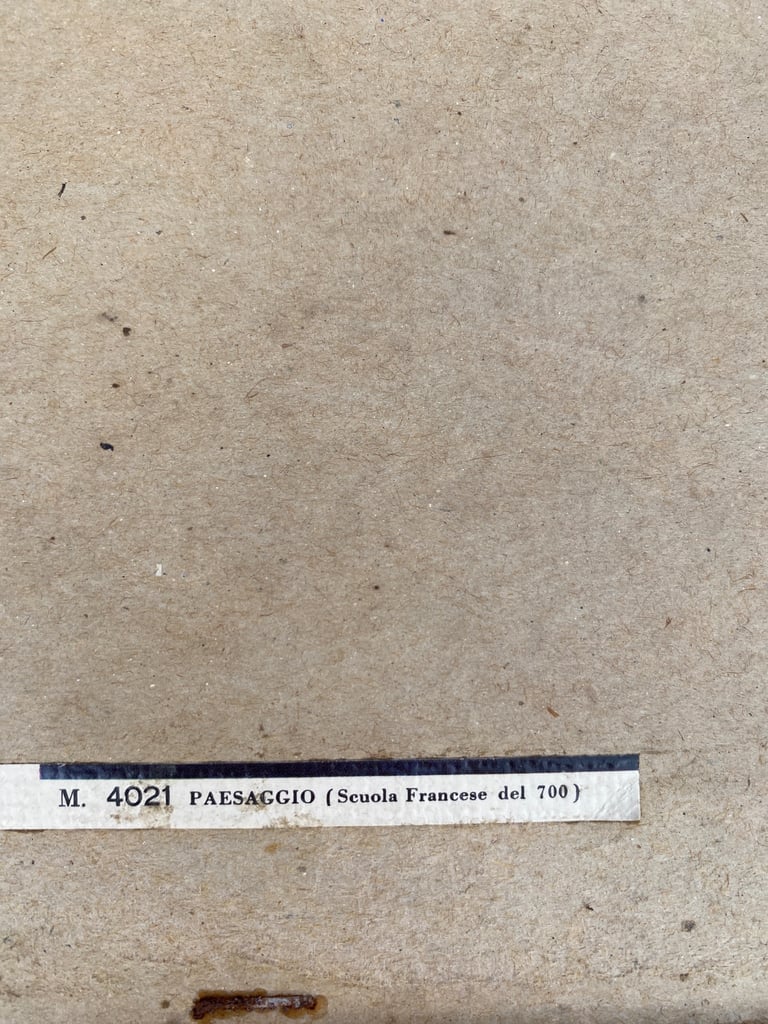 M. 4021 PAESAGGIO (Scuola Francese del 700)